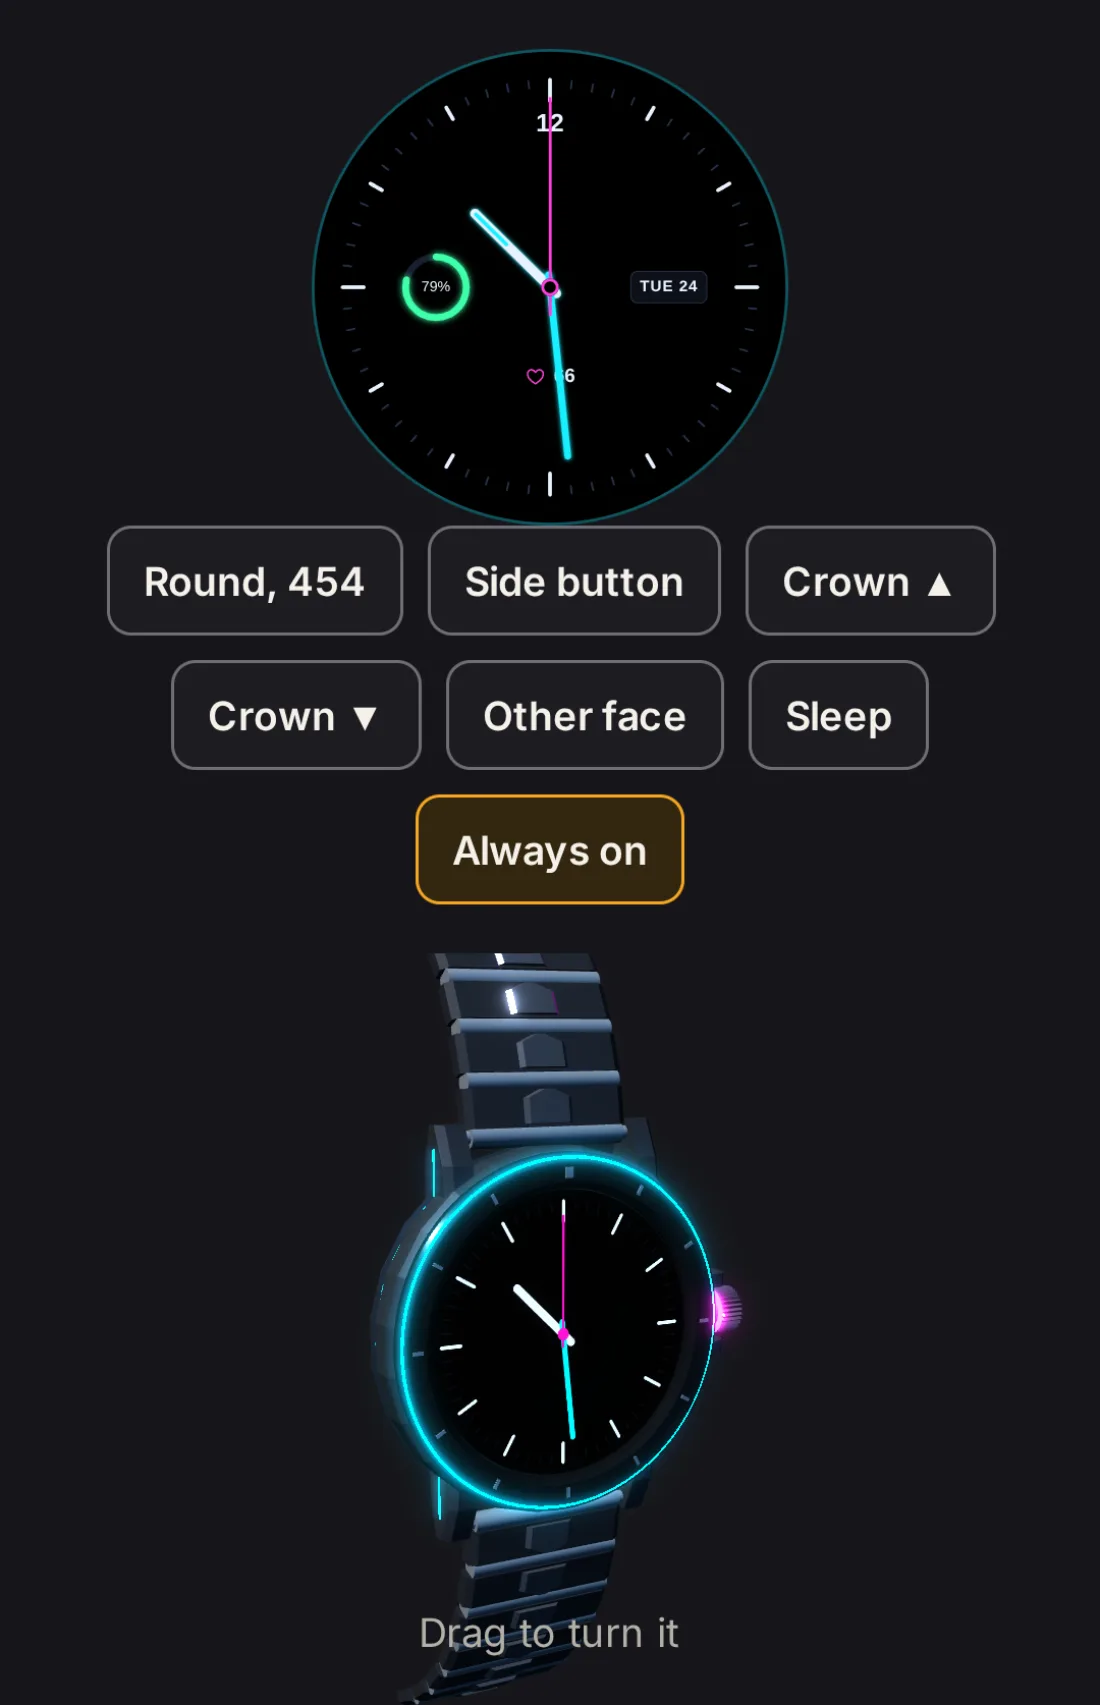 12
79%
TUE 24
66
Round, 454
Side button
Crown ▲
Crown ▼
Other face
Sleep
Always on
Drag to turn it